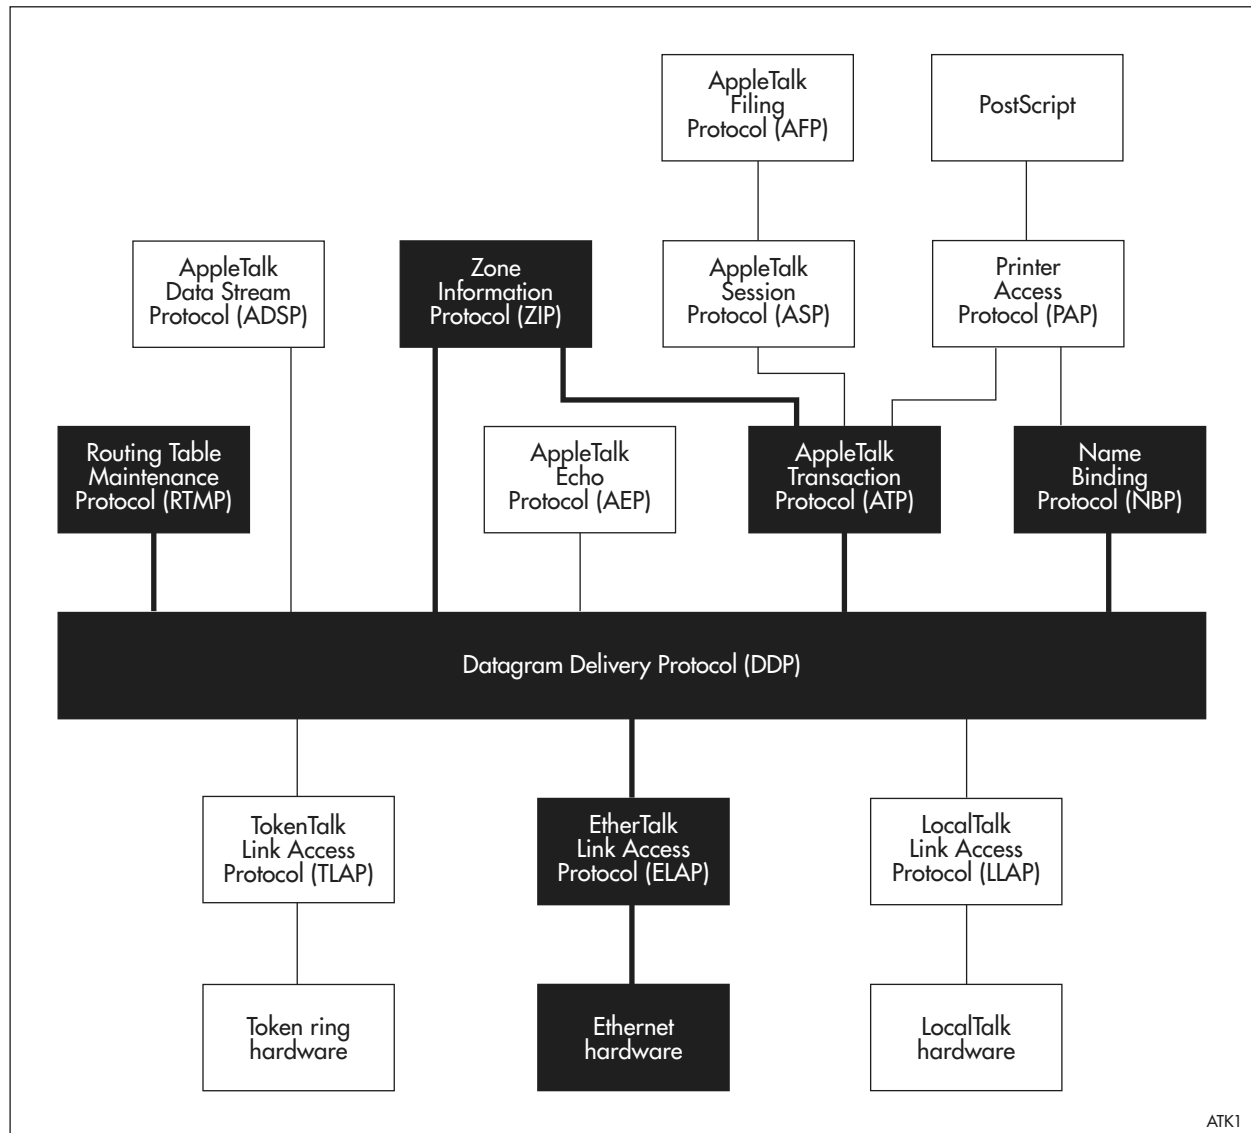 AppleTalk
Filing
Protocol (AFP)
PostScript
AppleTalk
Data Stream
Protocol (ADSP)
Zone
Information
Protocol (ZIP)
AppleTalk
Session
Protocol (ASP)
Printer
Access
Protocol (PAP)
Routing Table
Maintenance
Protocol (RTMP)
AppleTalk
Echo
Protocol (AEP)
AppleTalk
Transaction
Protocol (ATP)
Name
Binding
Protocol (NBP)
Datagram Delivery Protocol (DDP)
TokenTalk
Link Access
Protocol (TLAP)
EtherTalk
Link Access
Protocol (ELAP)
LocalTalk
Link Access
Protocol (LLAP)
Token ring
hardware
Ethernet
hardware
LocalTalk
hardware
ATK1